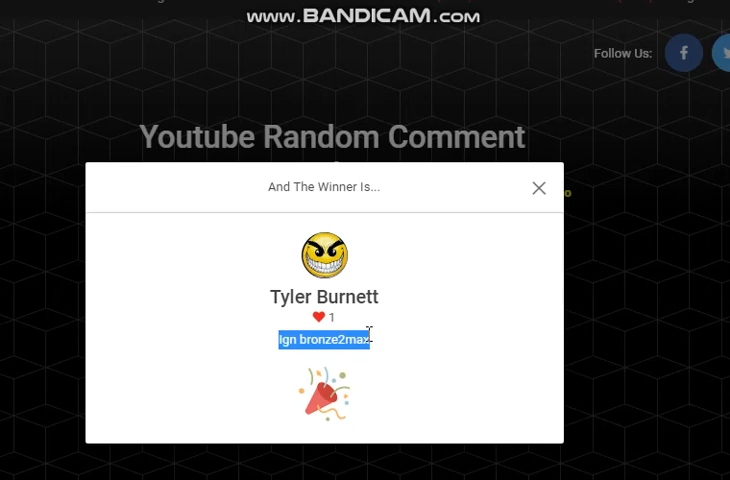 www.BANDICAM.com
Follow Us:
Youtube Random Comment
And The Winner Is...
Tyler Burnett
1
Ign bronze2max